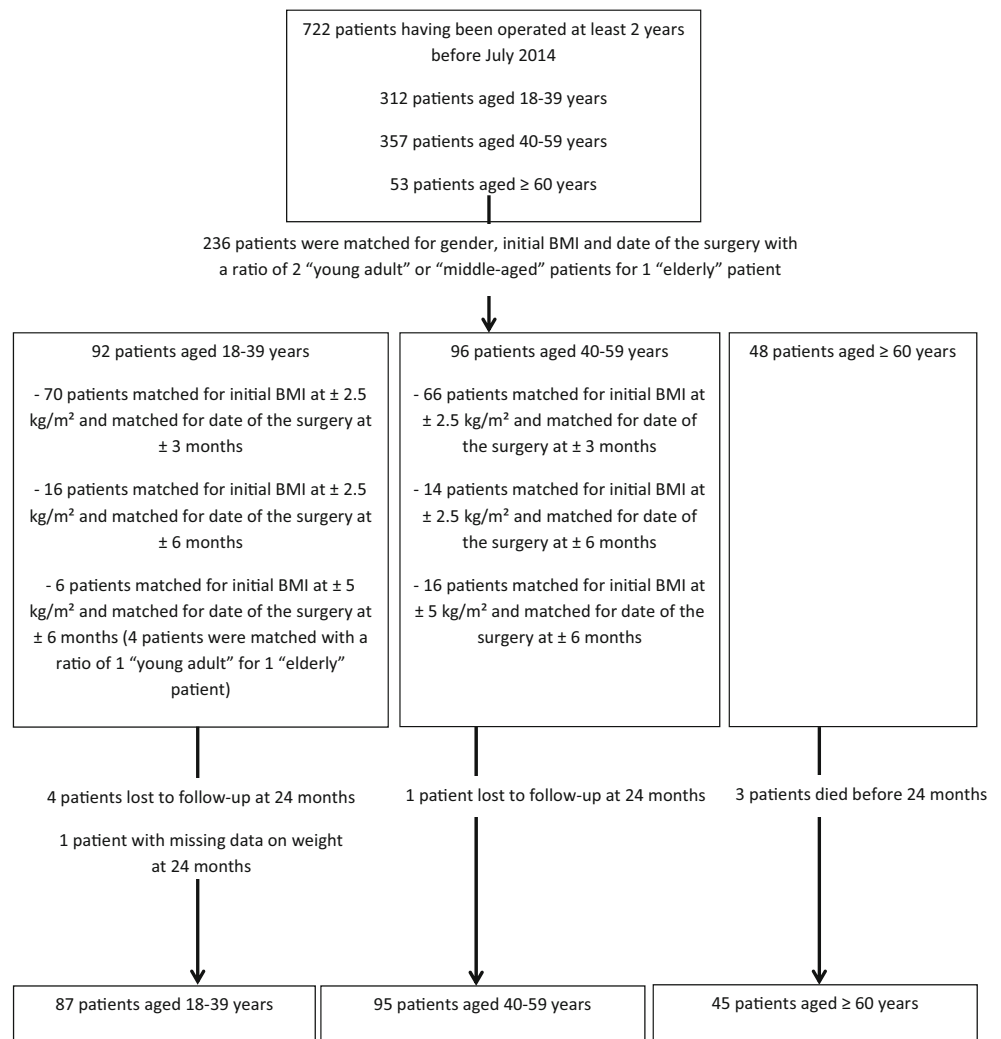 722 patients having been operated at least 2 years
before July 2014
312 patients aged 18-39 years
357 patients aged 40-59 years
53 patients aged ≥ 60 years
236 patients were matched for gender, initial BMI and date of the surgery with
a ratio of 2 “young adult” or “middle-aged” patients for 1 “elderly” patient
92 patients aged 18-39 years
- 70 patients matched for initial BMI at ± 2.5
kg/m² and matched for date of the surgery at
± 3 months
- 16 patients matched for initial BMI at ± 2.5
kg/m² and matched for date of the surgery at
± 6 months
- 6 patients matched for initial BMI at ± 5
kg/m² and matched for date of the surgery at
± 6 months (4 patients were matched with a
ratio of 1 “young adult” for 1 “elderly”
patient)
96 patients aged 40-59 years
- 66 patients matched for initial BMI at
± 2.5 kg/m² and matched for date of
the surgery at ± 3 months
- 14 patients matched for initial BMI at
± 2.5 kg/m² and matched for date of
the surgery at ± 6 months
- 16 patients matched for initial BMI at
± 5 kg/m² and matched for date of the
surgery at ± 6 months
48 patients aged ≥ 60 years
4 patients lost to follow-up at 24 months
1 patient with missing data on weight
at 24 months
1 patient lost to follow-up at 24 months
3 patients died before 24 months
87 patients aged 18-39 years
95 patients aged 40-59 years
45 patients aged ≥ 60 years